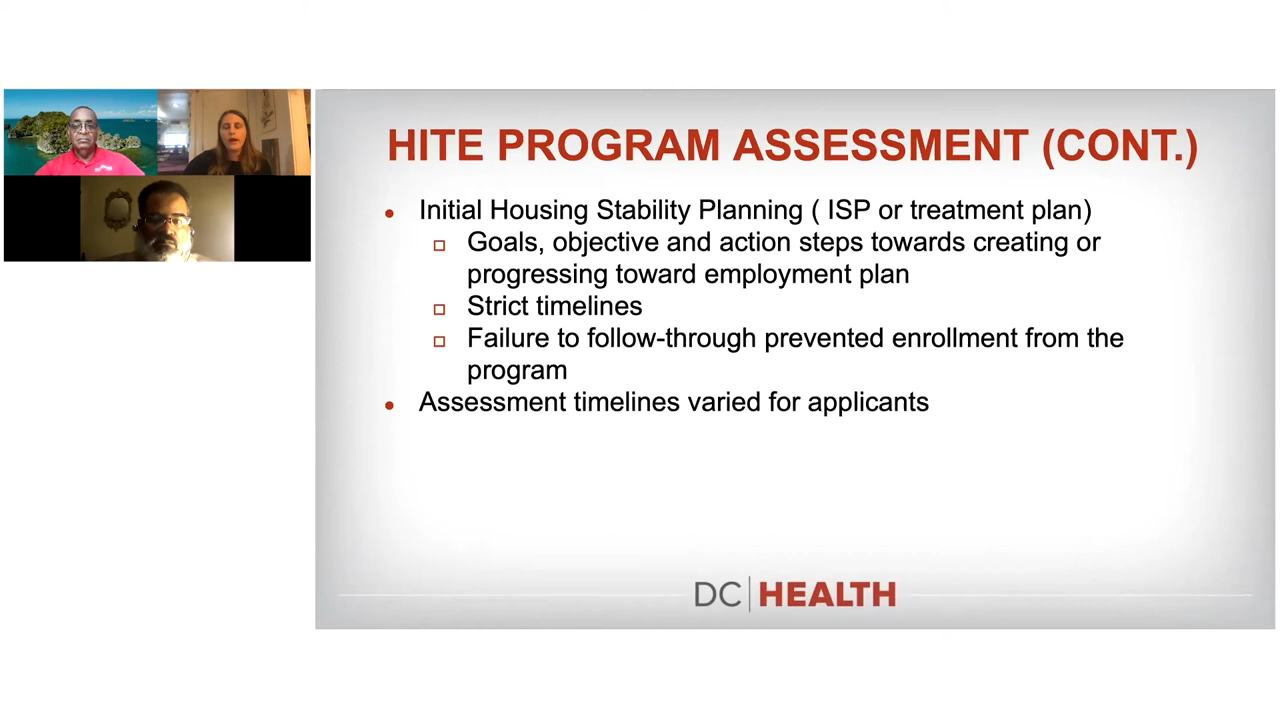 HITE PROGRAM ASSESSMENT (CONT.)
Initial Housing Stability Planning ( ISP or treatment plan)
Goals, objective and action steps towards creating or
progressing toward employment plan
Strict timelines
Failure to follow-through prevented enrollment from the
program
Assessment timelines varied for applicants
DC HEALTH